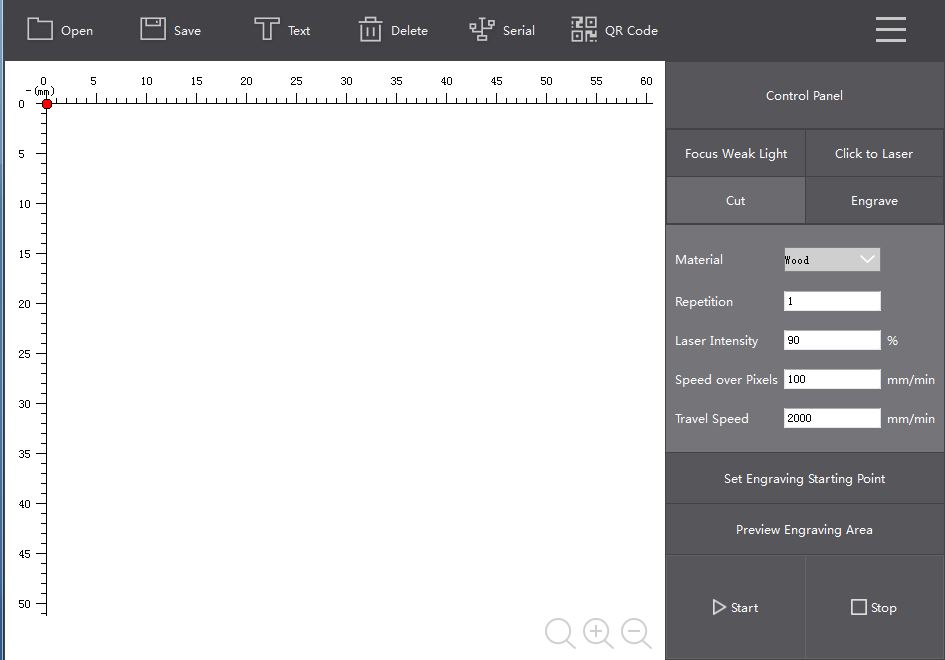 Open Save Text Delete Serial QR Code
0 5 10 15 20 25 30 35 40 45 50 55 60
(mm)
0
5
10
15
20
25
30
35
40
45
50
Control Panel
Focus Weak Light Click to Laser
Cut Engrave
Material Wood
Repetition 1
Laser Intensity 90 %
Speed over Pixels 100 mm/min
Travel Speed 2000 mm/min
Set Engraving Starting Point
Preview Engraving Area
Start Stop